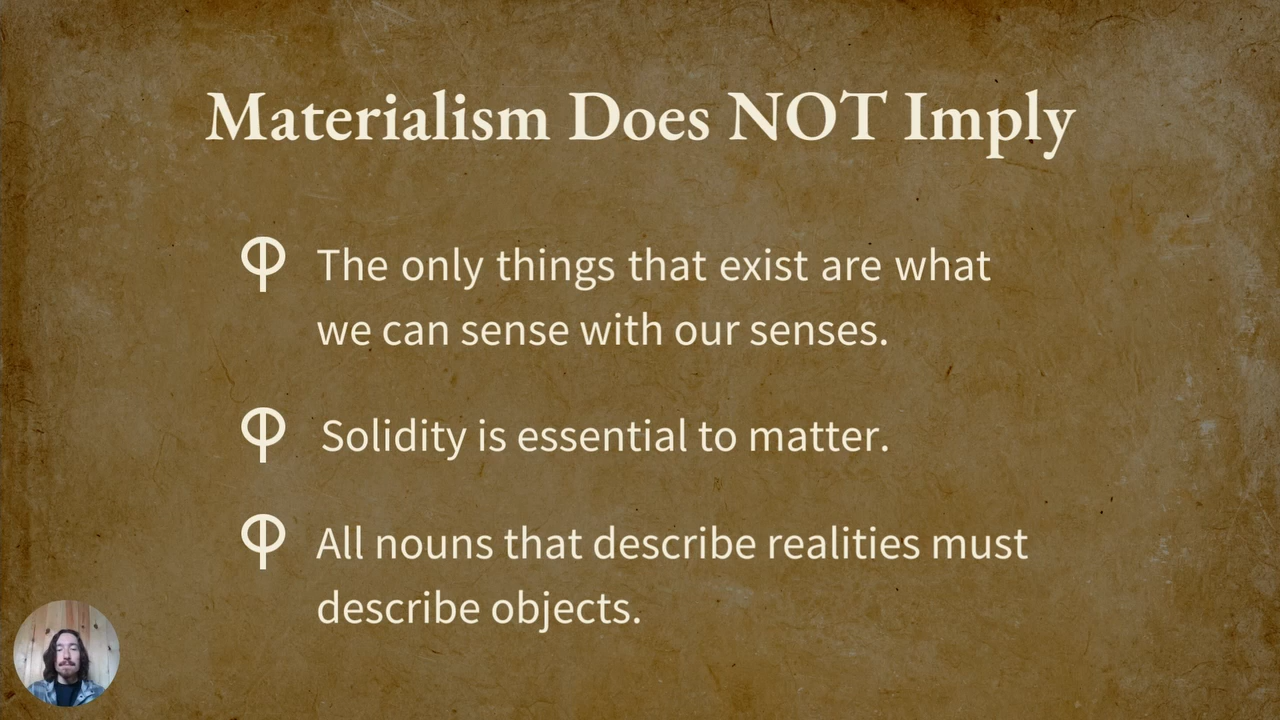 Materialism Does NOT Imply
The only things that exist are what
we can sense with our senses.
Solidity is essential to matter.
All nouns that describe realities must
describe objects.